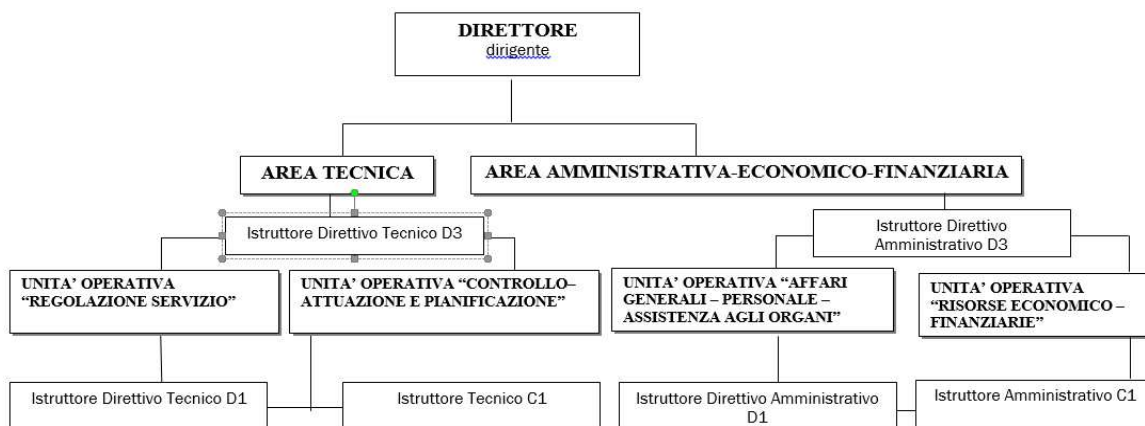 DIRETTORE
dirigente
AREA TECNICA
AREA AMMINISTRATIVA-ECONOMICO-FINANZIARIA
Istruttore Direttivo Tecnico D3
Istruttore Direttivo
Amministrativo D3
UNITA’ OPERATIVA
“REGOLAZIONE SERVIZIO”
UNITA’ OPERATIVA “CONTROLLO–
ATTUAZIONE E PIANIFICAZIONE”
UNITA’ OPERATIVA “AFFARI
GENERALI – PERSONALE –
ASSISTENZA AGLI ORGANI”
UNITA’ OPERATIVA
“RISORSE ECONOMICO –
FINANZIARIE”
Istruttore Direttivo Tecnico D1
Istruttore Tecnico C1
Istruttore Direttivo Amministrativo
D1
Istruttore Amministrativo C1